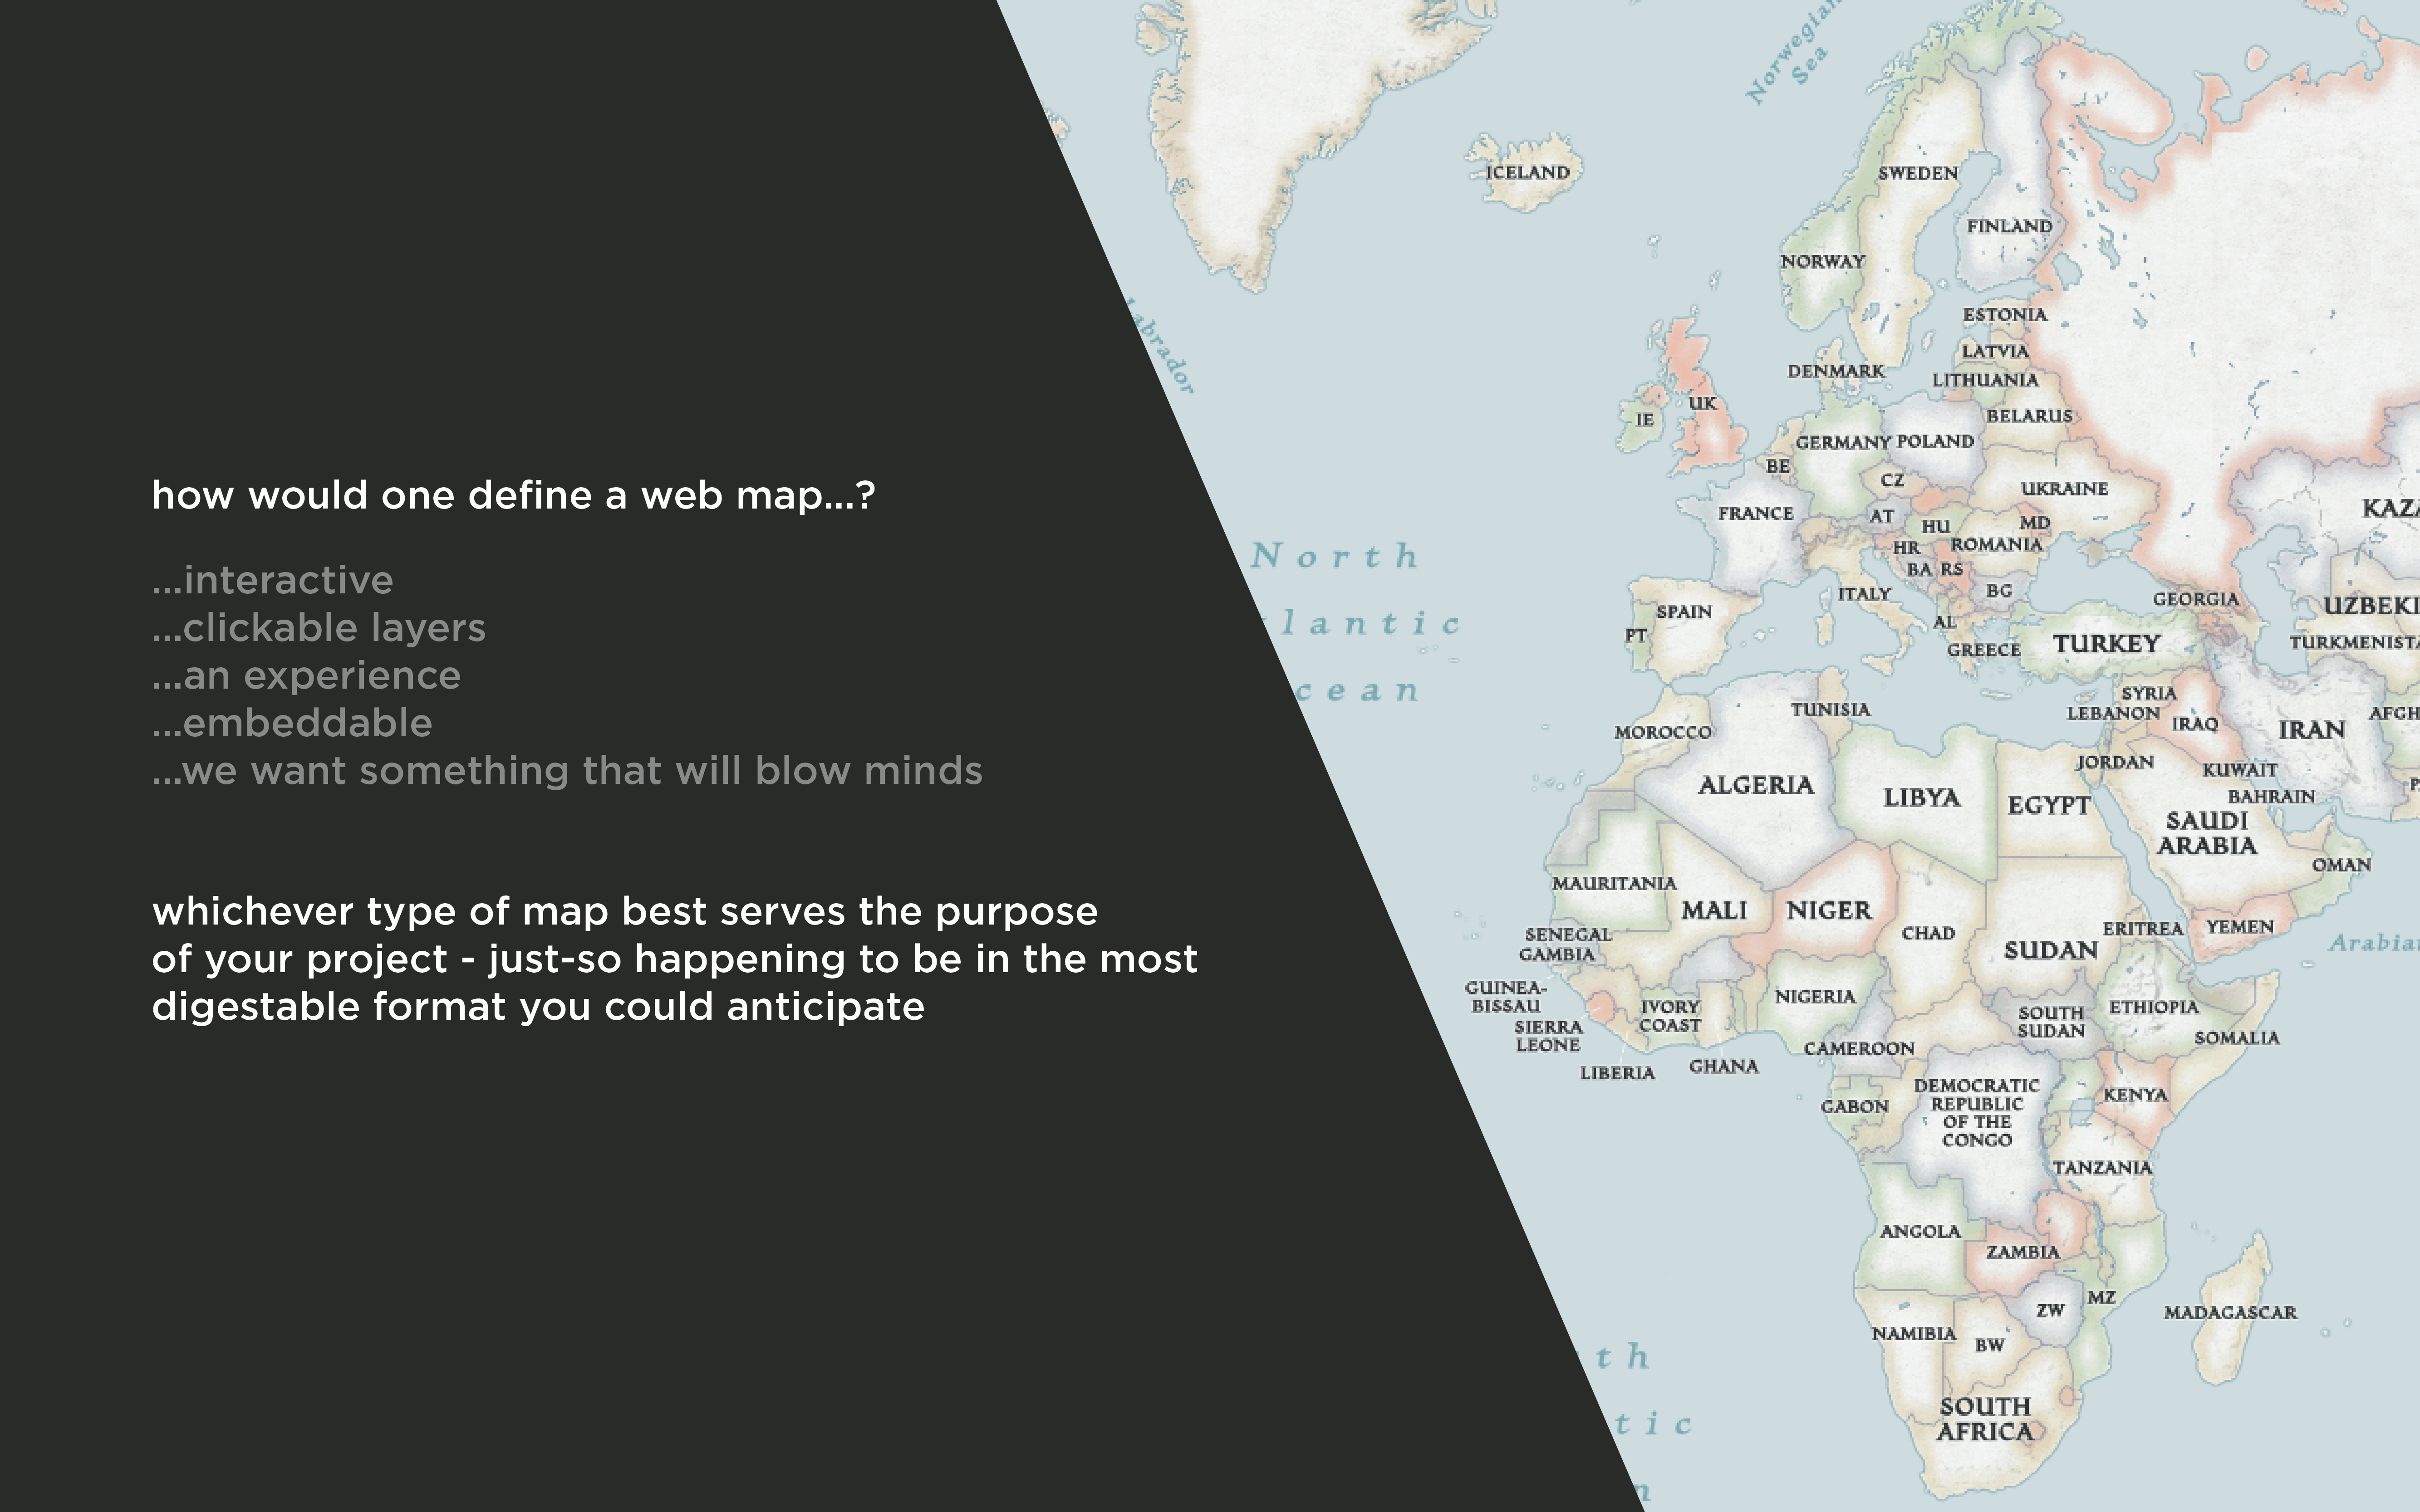 how would one define a web map...?
...interactive
...clickable layers
...an experience
...embeddable
...we want something that will blow minds
whichever type of map best serves the purpose
of your project - just-so happening to be in the most
digestable format you could anticipate
Norwegian
Sea
ICELAND
SWEDEN
FINLAND
NORWAY
ESTONIA
abrador
LATVIA
DENMARK
LITHUANIA
UK
IE
BELARUS
GERMANY
POLAND
BE
CZ
UKRAINE
FRANCE
AT
HU
MD
KAZA
HR
ROMANIA
North
BA
RS
ITALY
BG
GEORGIA
UZBEKI
SPAIN
lantic
AL
PT
TURKEY
TURKMENISTA
GREECE
cean
SYRIA
TUNISIA
LEBANON
IRAQ
AFGH
MOROCCO
IRAN
JORDAN
KUWAIT
ALGERIA
LIBYA
EGYPT
BAHRAIN
P
SAUDI
ARABIA
OMAN
MAURITANIA
MALI
NIGER
CHAD
ERITREA
YEMEN
SENEGAL
GAMBIA
SUDAN
Arabian
GUINEA-
BISSAU
NIGERIA
IVORY
COAST
SOUTH
SUDAN
ETHIOPIA
SIERRA
LEONE
SOMALIA
CAMEROON
LIBERIA
GHANA
DEMOCRATIC
REPUBLIC
OF THE
CONGO
KENYA
GABON
TANZANIA
ANGOLA
ZAMBIA
MZ
ZW
MADAGASCAR
NAMIBIA
BW
th
SOUTH
AFRICA
tic
n